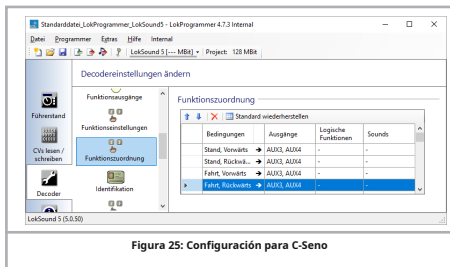 Standarddatei_LokProgrammer_LokSound5 - LokProgrammer 4.7.3 Internal
Datei Programmer Extras Hilfe Internal
LokSound 5 [--- MBit] Project: 128 MBit
Decodereinstellungen ändern
Führerstand
CVs lesen / schreiben
Decoder
Funktionsausgänge
Funktionseinstellungen
Funktionszuordnung
Identifikation
Funktionszuordnung
Standard wiederherstellen
Bedingungen Ausgänge Logische Funktionen Sounds
Stand, Vorwärts → AUX3, AUX4 - -
Stand, Rückwä... → AUX3, AUX4 - -
Fahrt, Vorwärts → AUX3, AUX4 - -
Fahrt, Rückwärts → AUX3, AUX4 - -
LokSound 5 (5.0.50)
Figura 25: Configuración para C-Seno